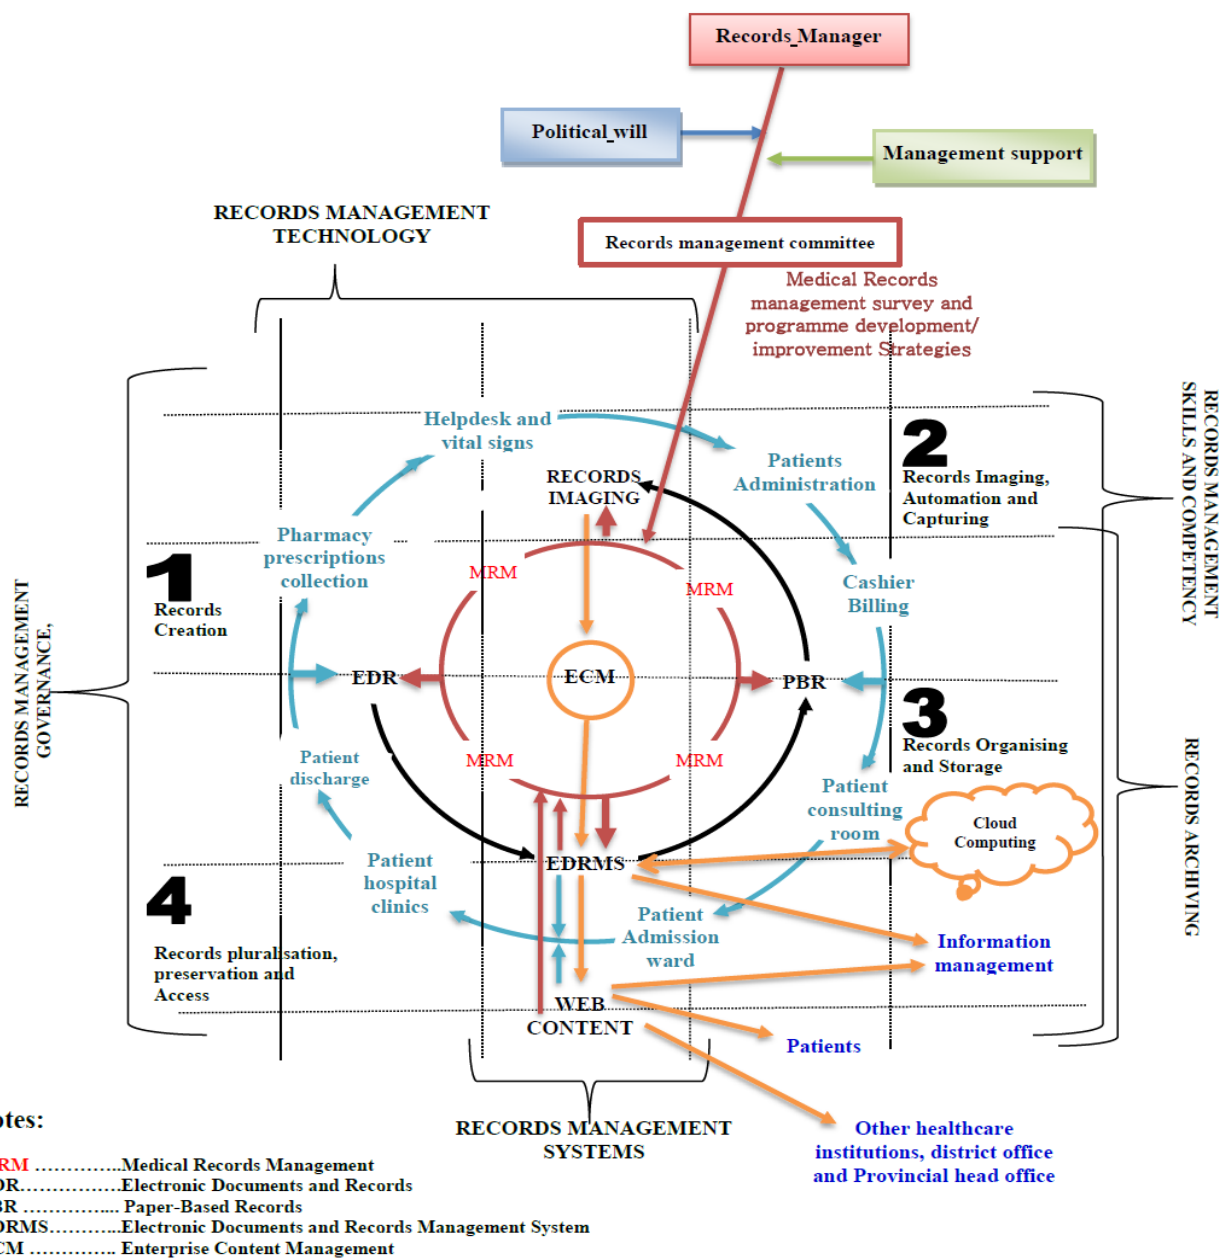 Records_Manager
Political_will
Management support
RECORDS MANAGEMENT
TECHNOLOGY
Records management committee
Medical Records
management survey and
programme development/
improvement Strategies
RECORDS MANAGEMENT
SKILLS AND COMPETENCY
Helpdesk and
vital signs
2
Records Imaging,
Automation and
Capturing
Patients
Administration
RECORDS
IMAGING
Pharmacy
prescriptions
collection
1
Records
Creation
MRM
MRM
Cashier
Billing
RECORDS MANAGEMENT
GOVERNANCE,
EDR
ECM
PBR
3
Records Organising
and Storage
MRM
MRM
Patient
discharge
Patient
consulting
room
Cloud
Computing
RECORDS ARCHIVING
EDRMS
Patient
hospital
clinics
4
Records pluralisation,
preservation and
Access
Patient
Admission
ward
Information
management
WEB
CONTENT
Patients
RECORDS MANAGEMENT
SYSTEMS
Other healthcare
institutions, district office
and Provincial head office
otes:
RM …………..Medical Records Management
DR…………….Electronic Documents and Records
BR ………….... Paper-Based Records
DRMS………...Electronic Documents and Records Management System
CM …………. Enterprise Content Management